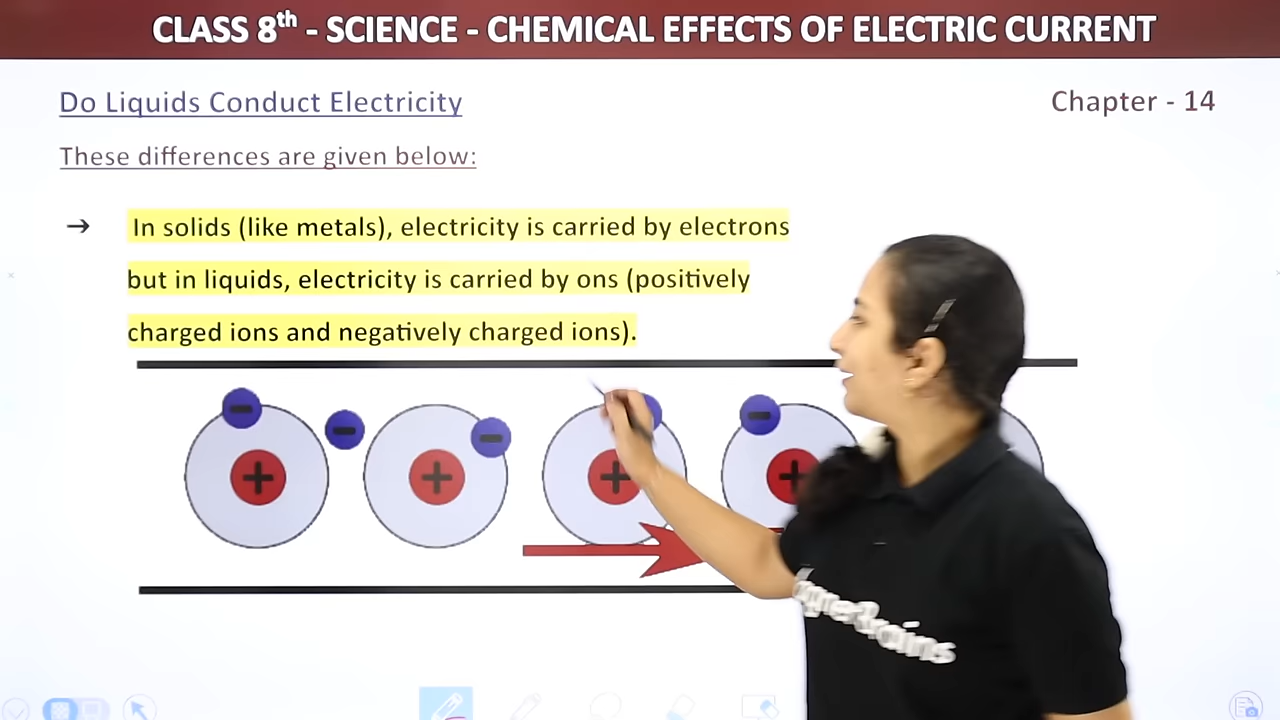 CLASS 8th - SCIENCE - CHEMICAL EFFECTS OF ELECTRIC CURRENT
Do Liquids Conduct Electricity
Chapter - 14
These differences are given below:
→ In solids (like metals), electricity is carried by electrons
but in liquids, electricity is carried by ons (positively
charged ions and negatively charged ions).